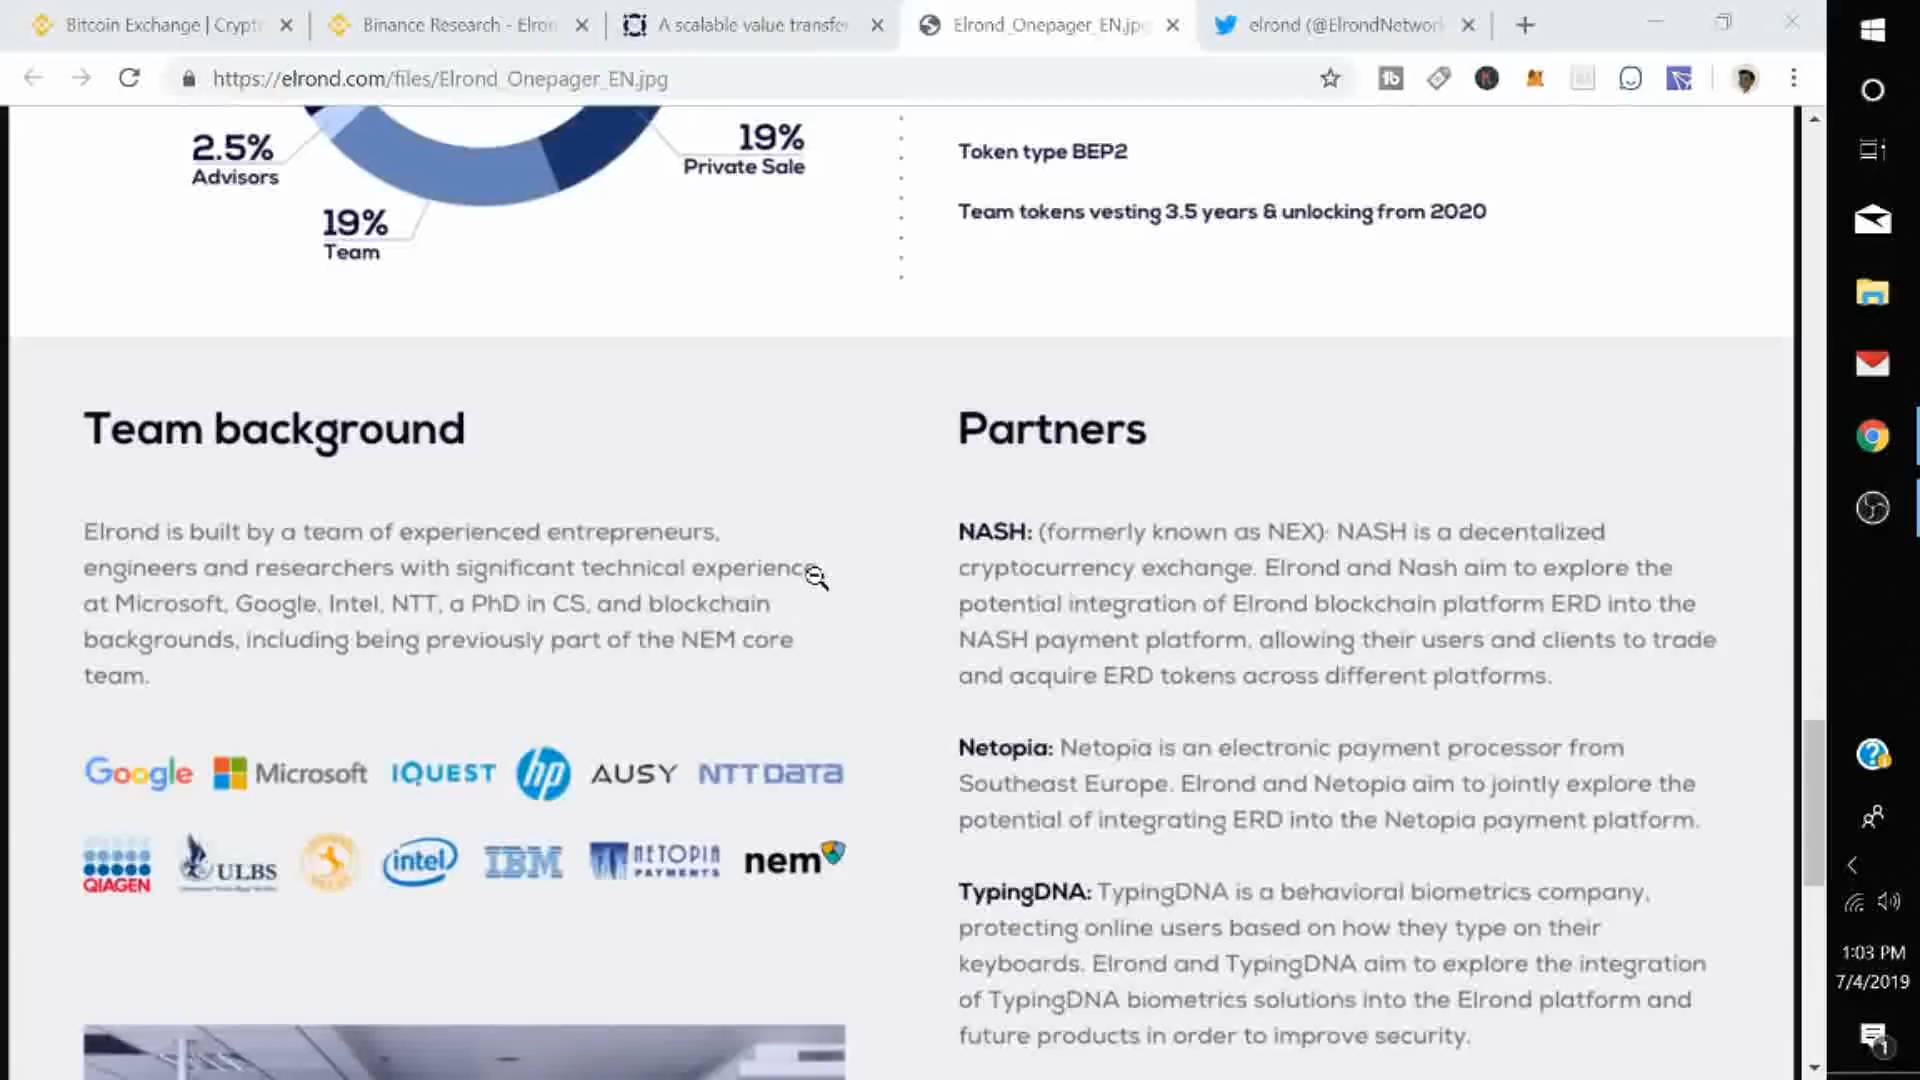 Bitcoin Exchange | Crypt
Binance Research - Elron
A scalable value transfe
Elrond_Onepager_EN.jp
elrond (@ElrondNetwor
https://elrond.com/files/Elrond_Onepager_EN.jpg
2.5%
Advisors
19%
Team
19%
Private Sale
Token type BEP2
Team tokens vesting 3.5 years & unlocking from 2020
Team background
Elrond is built by a team of experienced entrepreneurs,
engineers and researchers with significant technical experience
at Microsoft, Google, Intel, NTT, a PhD in CS, and blockchain
backgrounds, including being previously part of the NEM core
team.
Google Microsoft IQUEST hp AUSY NTT DATA
QIAGEN ULBS intel IBM NETOPIA PAYMENTS nem
Partners
NASH: (formerly known as NEX): NASH is a decentalized
cryptocurrency exchange. Elrond and Nash aim to explore the
potential integration of Elrond blockchain platform ERD into the
NASH payment platform, allowing their users and clients to trade
and acquire ERD tokens across different platforms.
Netopia: Netopia is an electronic payment processor from
Southeast Europe. Elrond and Netopia aim to jointly explore the
potential of integrating ERD into the Netopia payment platform.
TypingDNA: TypingDNA is a behavioral biometrics company,
protecting online users based on how they type on their
keyboards. Elrond and TypingDNA aim to explore the integration
of TypingDNA biometrics solutions into the Elrond platform and
future products in order to improve security.
1:03 PM
7/4/2019
1